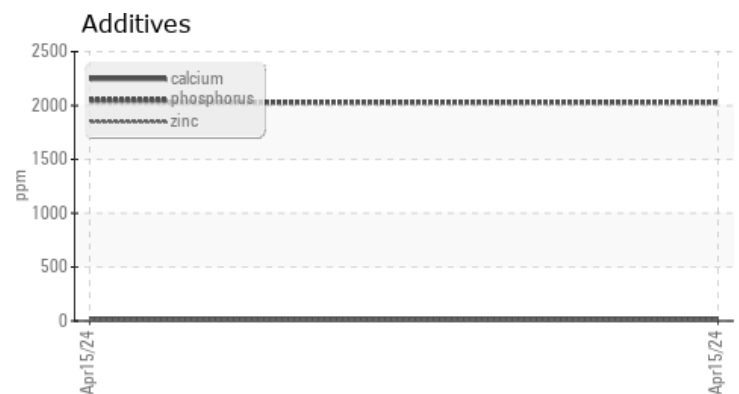 Additives
2500
2000
1500
1000
500
0
ppm
calcium
phosphorus
zinc
Apr15/24
Apr15/24